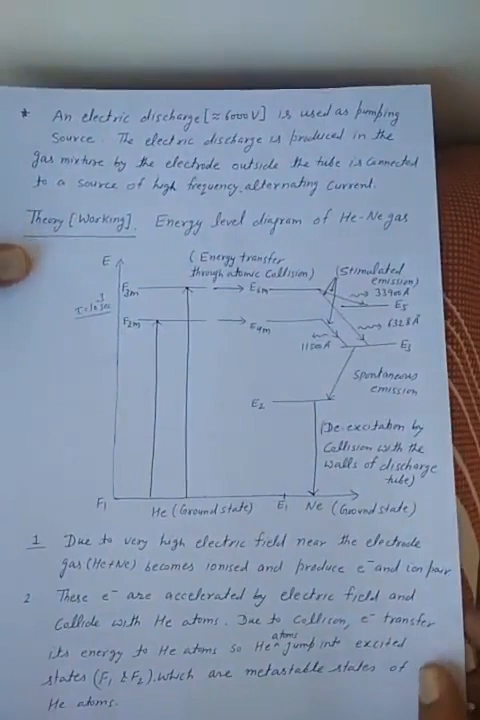 * An electric discharge [≈ 6000 V] is used as pumping
source. The electric discharge is produced in the
gas mixture by the electrode outside the tube is connected
to a source of high frequency, alternating current.
Theory [Working]. Energy level diagram of He-Ne gas
E
(Energy transfer
through atomic Collision)
(Stimulated
emission)
F3m
E6m
33900 Å
E5
τ=10⁻³sec
F2m
E4m
6328 Å
11500 Å
E3
Spontaneous
emission
E2
(De-excitation by
Collision with the
walls of discharge
tube)
F1
He (Ground state)
E1
Ne (Ground state)
1 Due to very high electric field near the electrode
gas (He+Ne) becomes ionised and produce e⁻ and ion pair
2 These e⁻ are accelerated by electric field and
Collide with He atoms. Due to Collison, e⁻ transfer
its energy to He atoms so He atoms jump into excited
states (F1 & F2), which are metastable states of
He atoms.